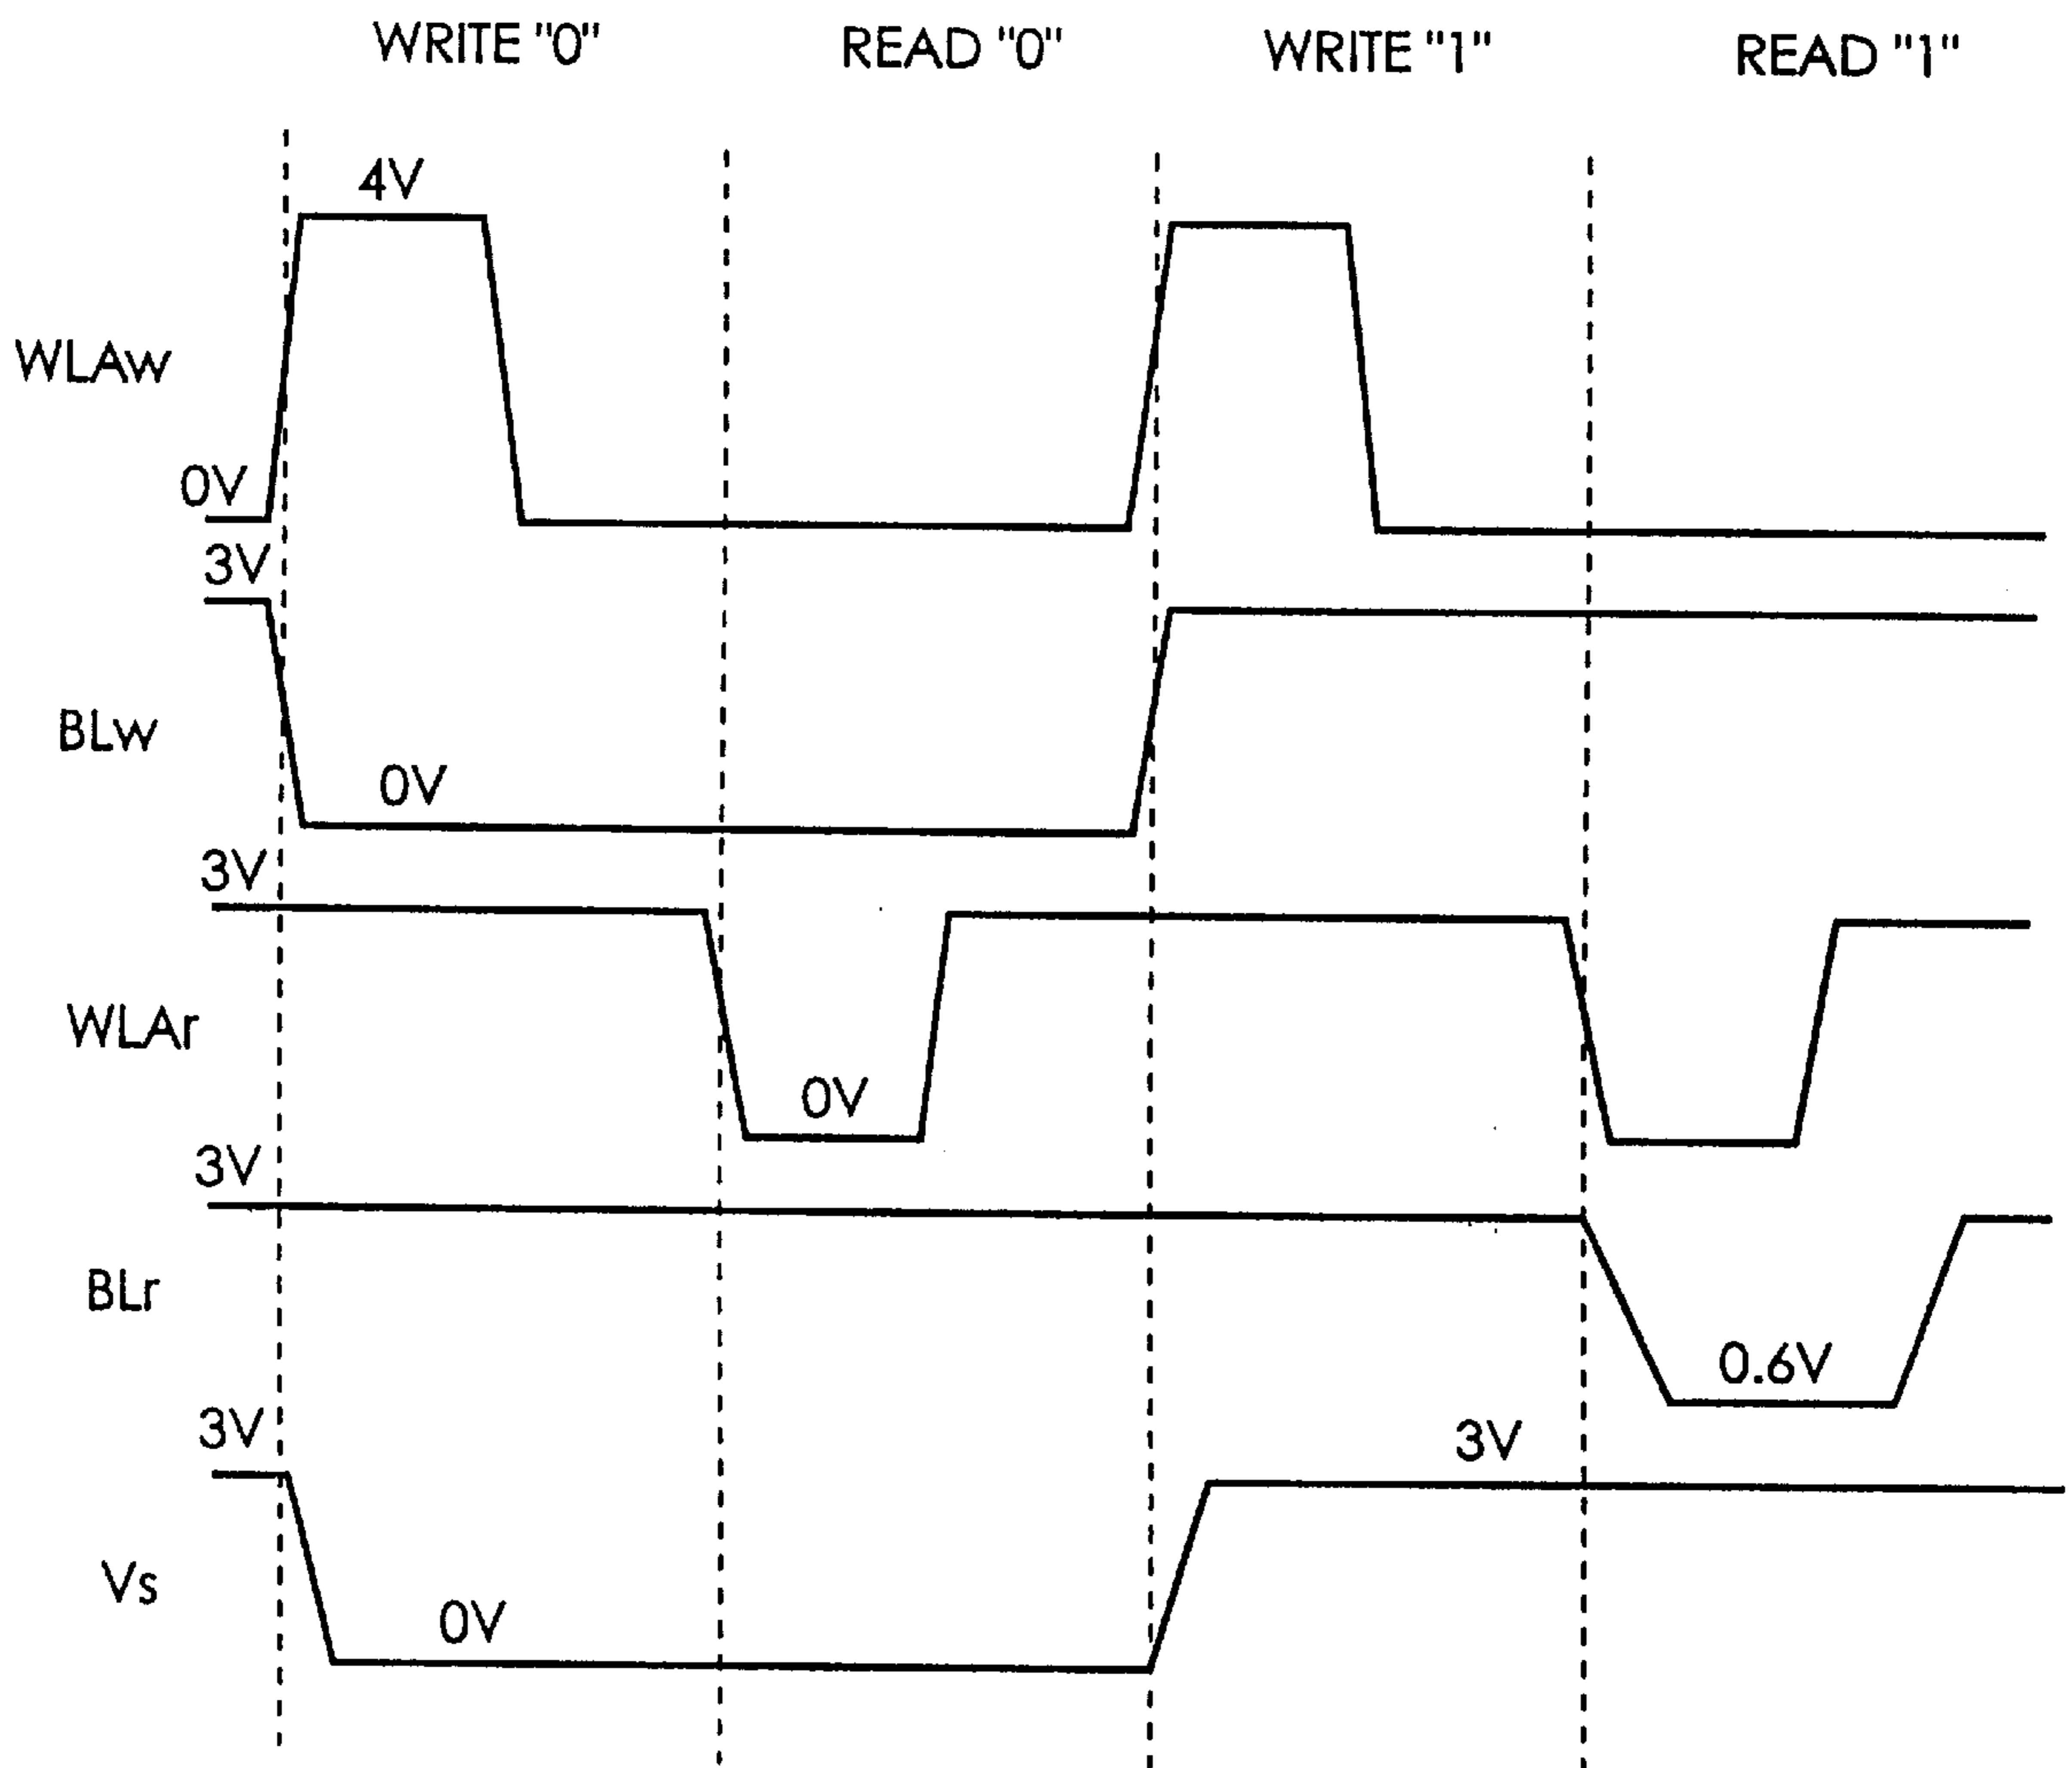 WRITE "0" READ "0" WRITE "1" READ "1"
4V
WLAw
0V
3V
BLw
0V
3V
WLAr
0V
3V
BLr
0.6V
3V
3V
Vs
0V